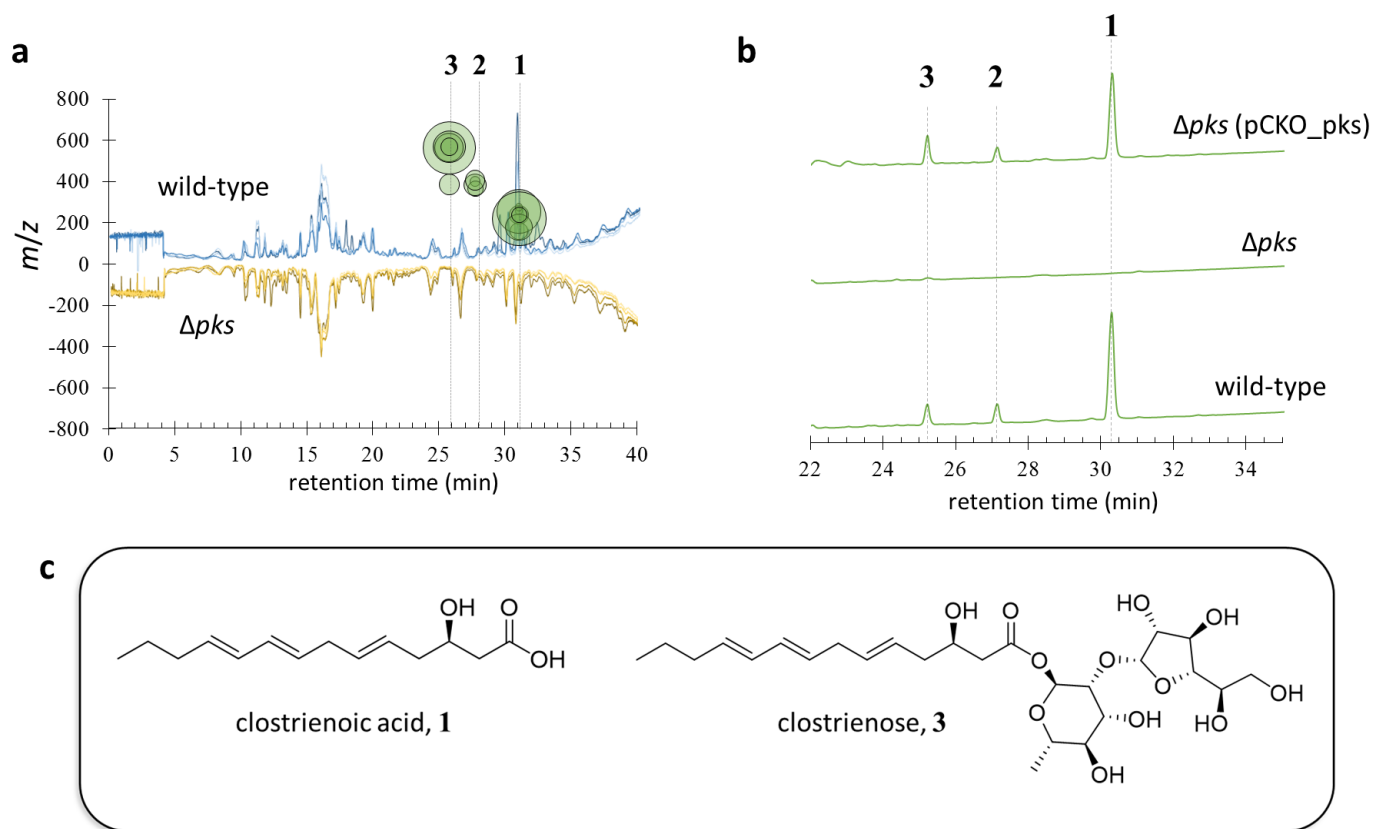 a
3 2 1
800
600
400
200
0
-200
-400
-600
-800
m/z
wild-type
Δpks
0 5 10 15 20 25 30 35 40
retention time (min)
b
1
3 2
Δpks (pCKO_pks)
Δpks
wild-type
22 24 26 28 30 32 34
retention time (min)
c
OH O
OH
clostrienoic acid, 1
OH O
O
O
OH
OH
O
HO
OH
O
HO
OH
clostrienose, 3